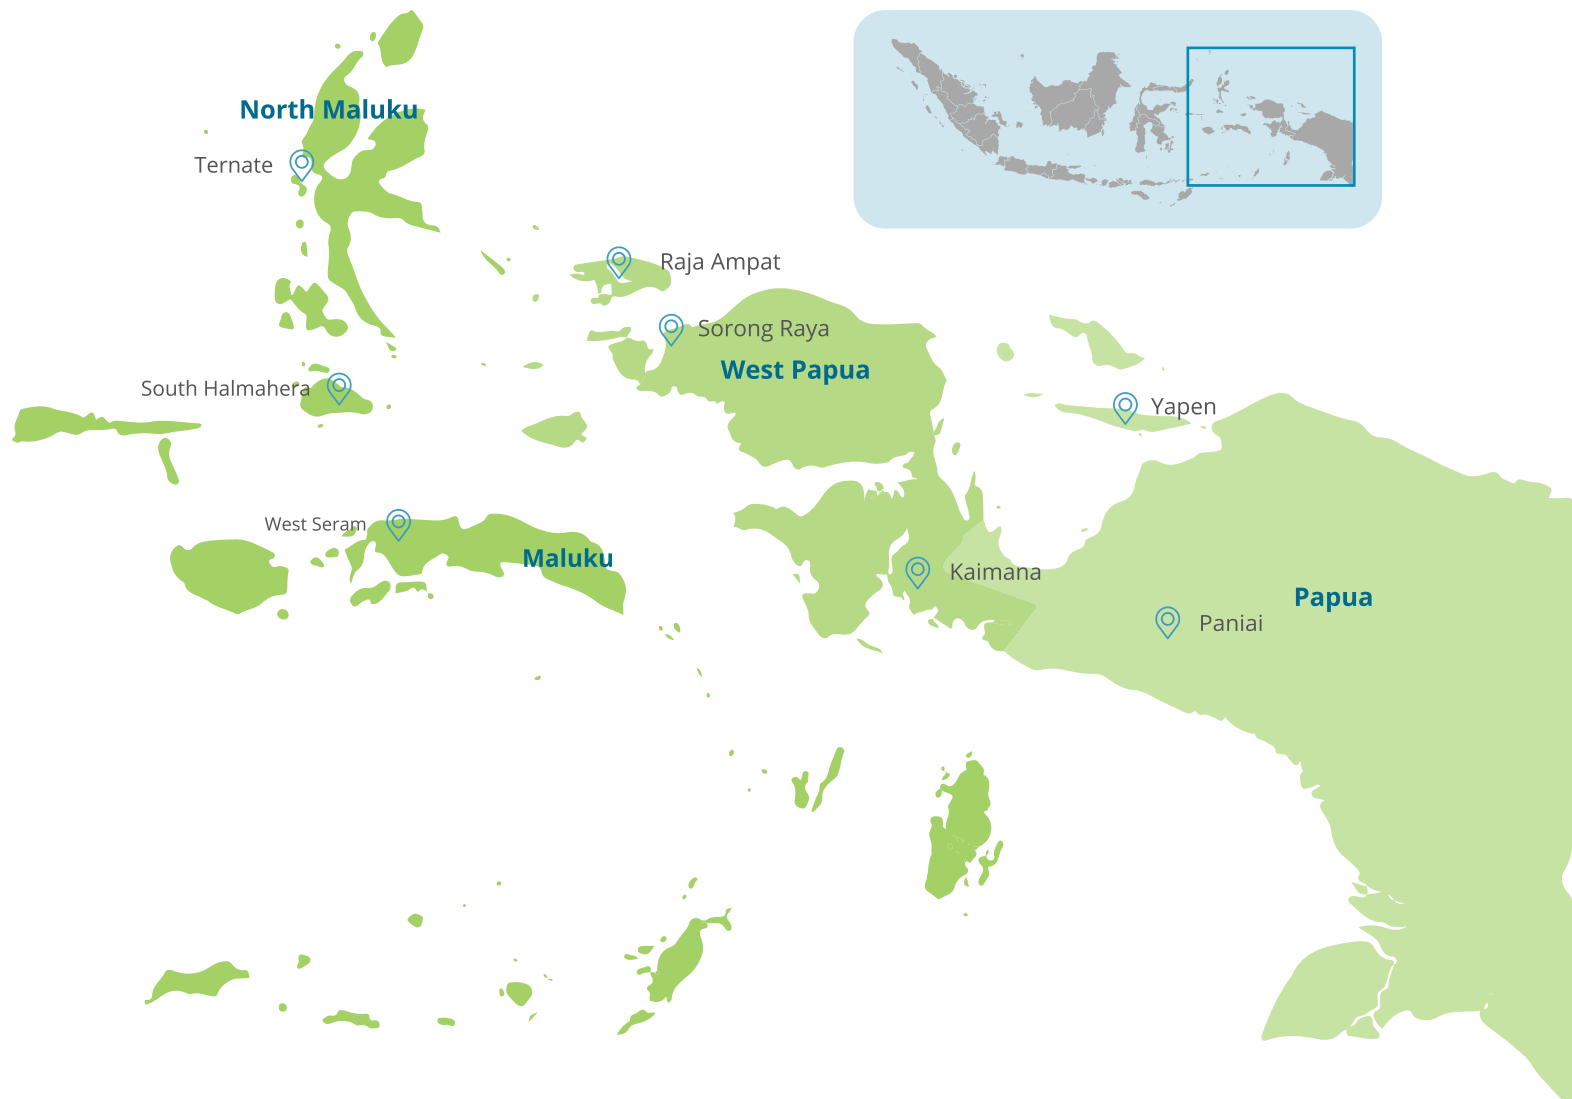 North Maluku
Ternate
Raja Ampat
Sorong Raya
West Papua
South Halmahera
Yapen
West Seram
Maluku
Kaimana
Papua
Paniai